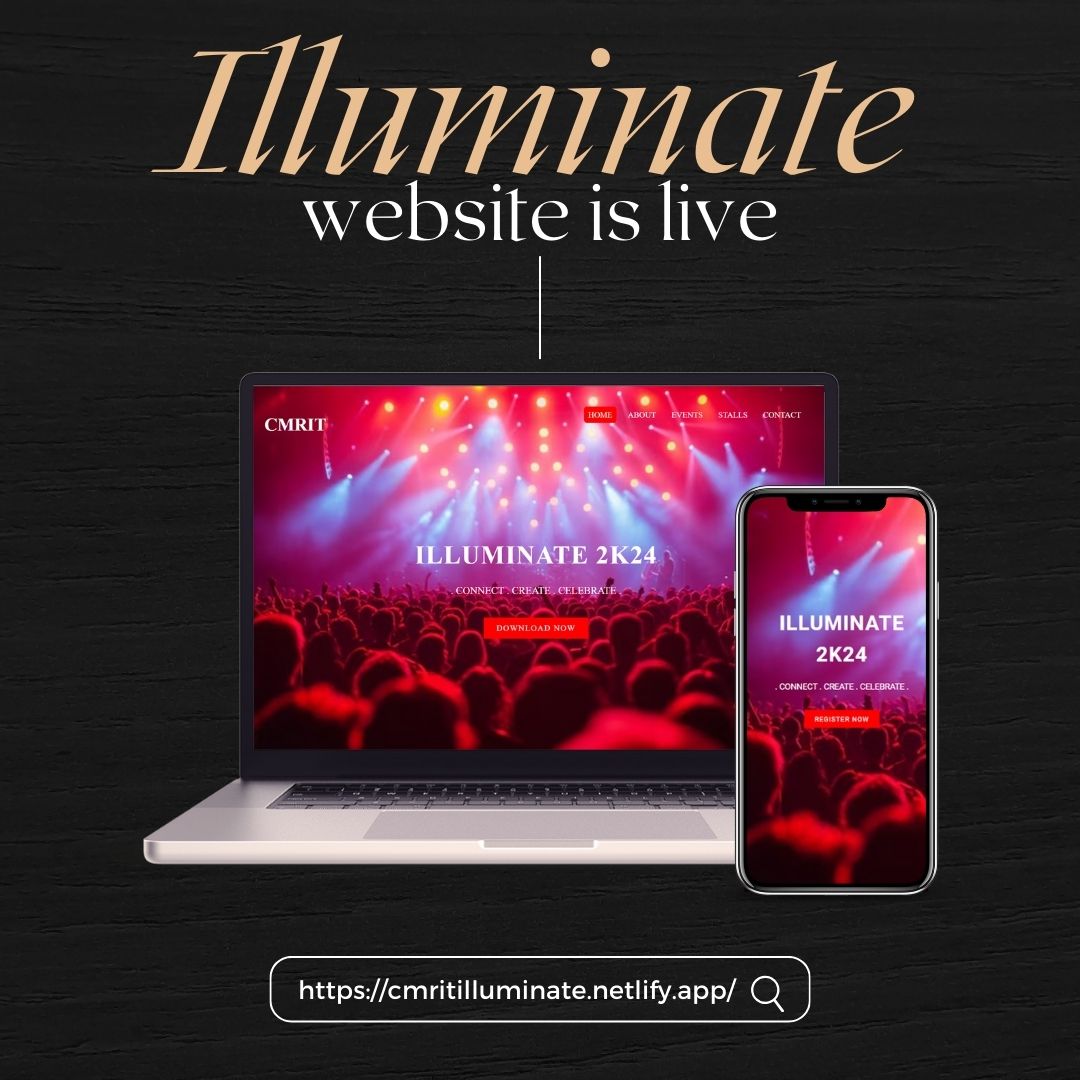 Illuminate
website is live
CMRIT
HOME ABOUT EVENTS STALLS CONTACT
ILLUMINATE 2K24
. CONNECT . CREATE . CELEBRATE .
DOWNLOAD NOW
ILLUMINATE
2K24
. CONNECT . CREATE . CELEBRATE .
REGISTER NOW
https://cmritilluminate.netlify.app/